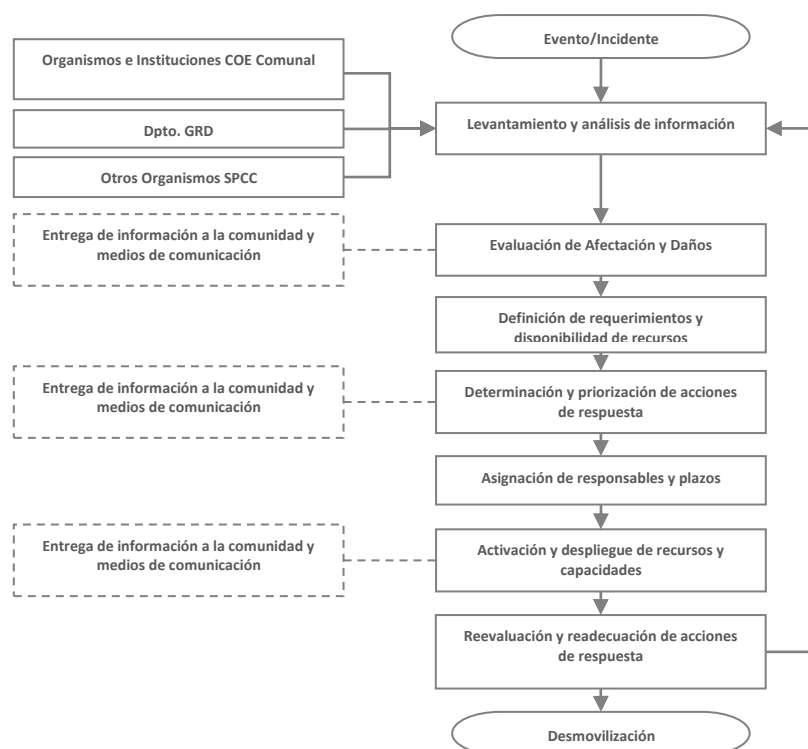 Evento/Incidente
Organismos e Instituciones COE Comunal
Dpto. GRD
Otros Organismos SPCC
Levantamiento y análisis de información
Entrega de información a la comunidad y
medios de comunicación
Evaluación de Afectación y Daños
Definición de requerimientos y
disponibilidad de recursos
Entrega de información a la comunidad y
medios de comunicación
Determinación y priorización de acciones
de respuesta
Asignación de responsables y plazos
Entrega de información a la comunidad y
medios de comunicación
Activación y despliegue de recursos y
capacidades
Reevaluación y readecuación de acciones
de respuesta
Desmovilización